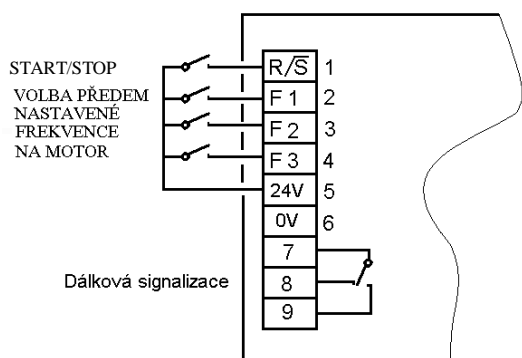 START/STOP
VOLBA PŘEDEM
NASTAVENÉ
FREKVENCE
NA MOTOR
R/S̅ 1
F1 2
F2 3
F3 4
24V 5
0V 6
7
8
9
Dálková signalizace